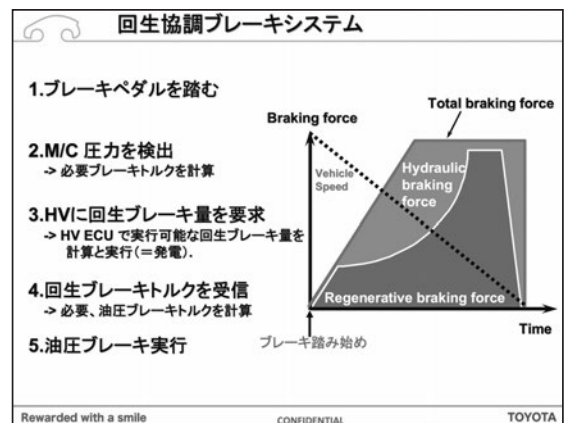 回生協調ブレーキシステム
1.ブレーキペダルを踏む
2.M/C 圧力を検出
-> 必要ブレーキトルクを計算
3.HVに回生ブレーキ量を要求
-> HV ECU で実行可能な回生ブレーキ量を
計算と実行(=発電).
4.回生ブレーキトルクを受信
-> 必要、油圧ブレーキトルクを計算
5.油圧ブレーキ実行
Total braking force
Braking force
Vehicle
Speed
Hydraulic
braking
force
Regenerative braking force
Time
ブレーキ踏み始め
Rewarded with a smile
CONFIDENTIAL
TOYOTA